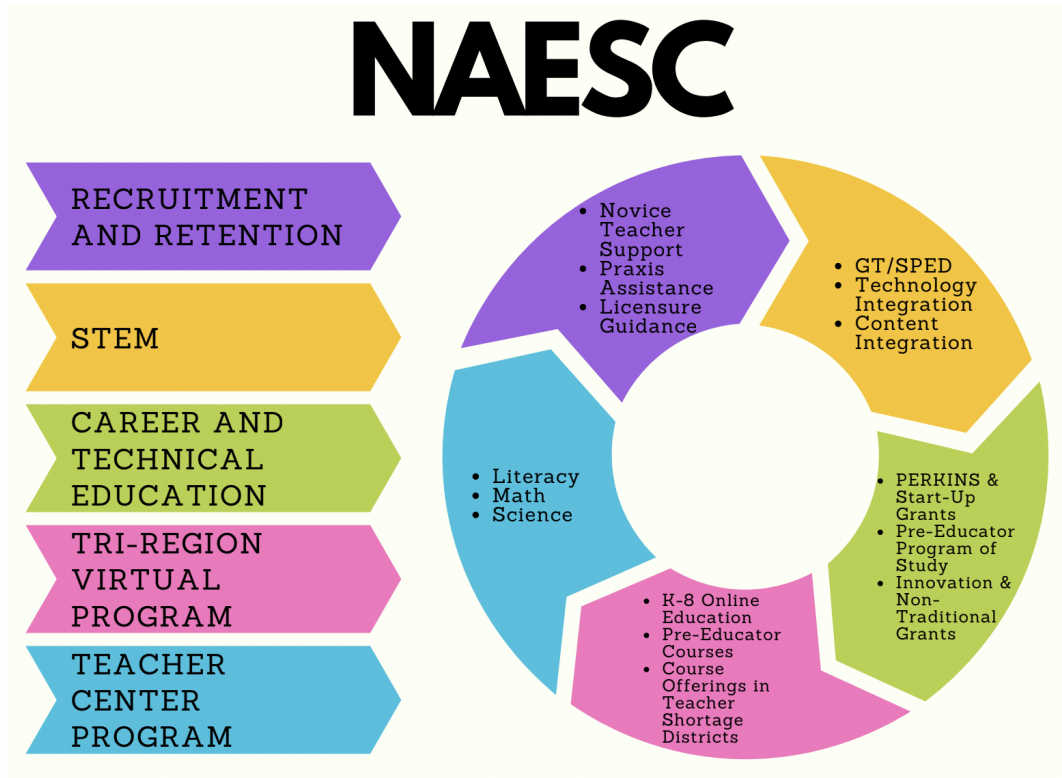 NAESC
RECRUITMENT
AND RETENTION
STEM
CAREER AND
TECHNICAL
EDUCATION
TRI-REGION
VIRTUAL
PROGRAM
TEACHER
CENTER
PROGRAM
• Novice
Teacher
Support
• Praxis
Assistance
• Licensure
Guidance
• GT/SPED
• Technology
Integration
• Content
Integration
• PERKINS &
Start-Up
Grants
• Pre-Educator
Program of
Study
• Innovation &
Non-
Traditional
Grants
• K-8 Online
Education
• Pre-Educator
Courses
• Course
Offerings in
Teacher
Shortage
Districts
• Literacy
• Math
• Science